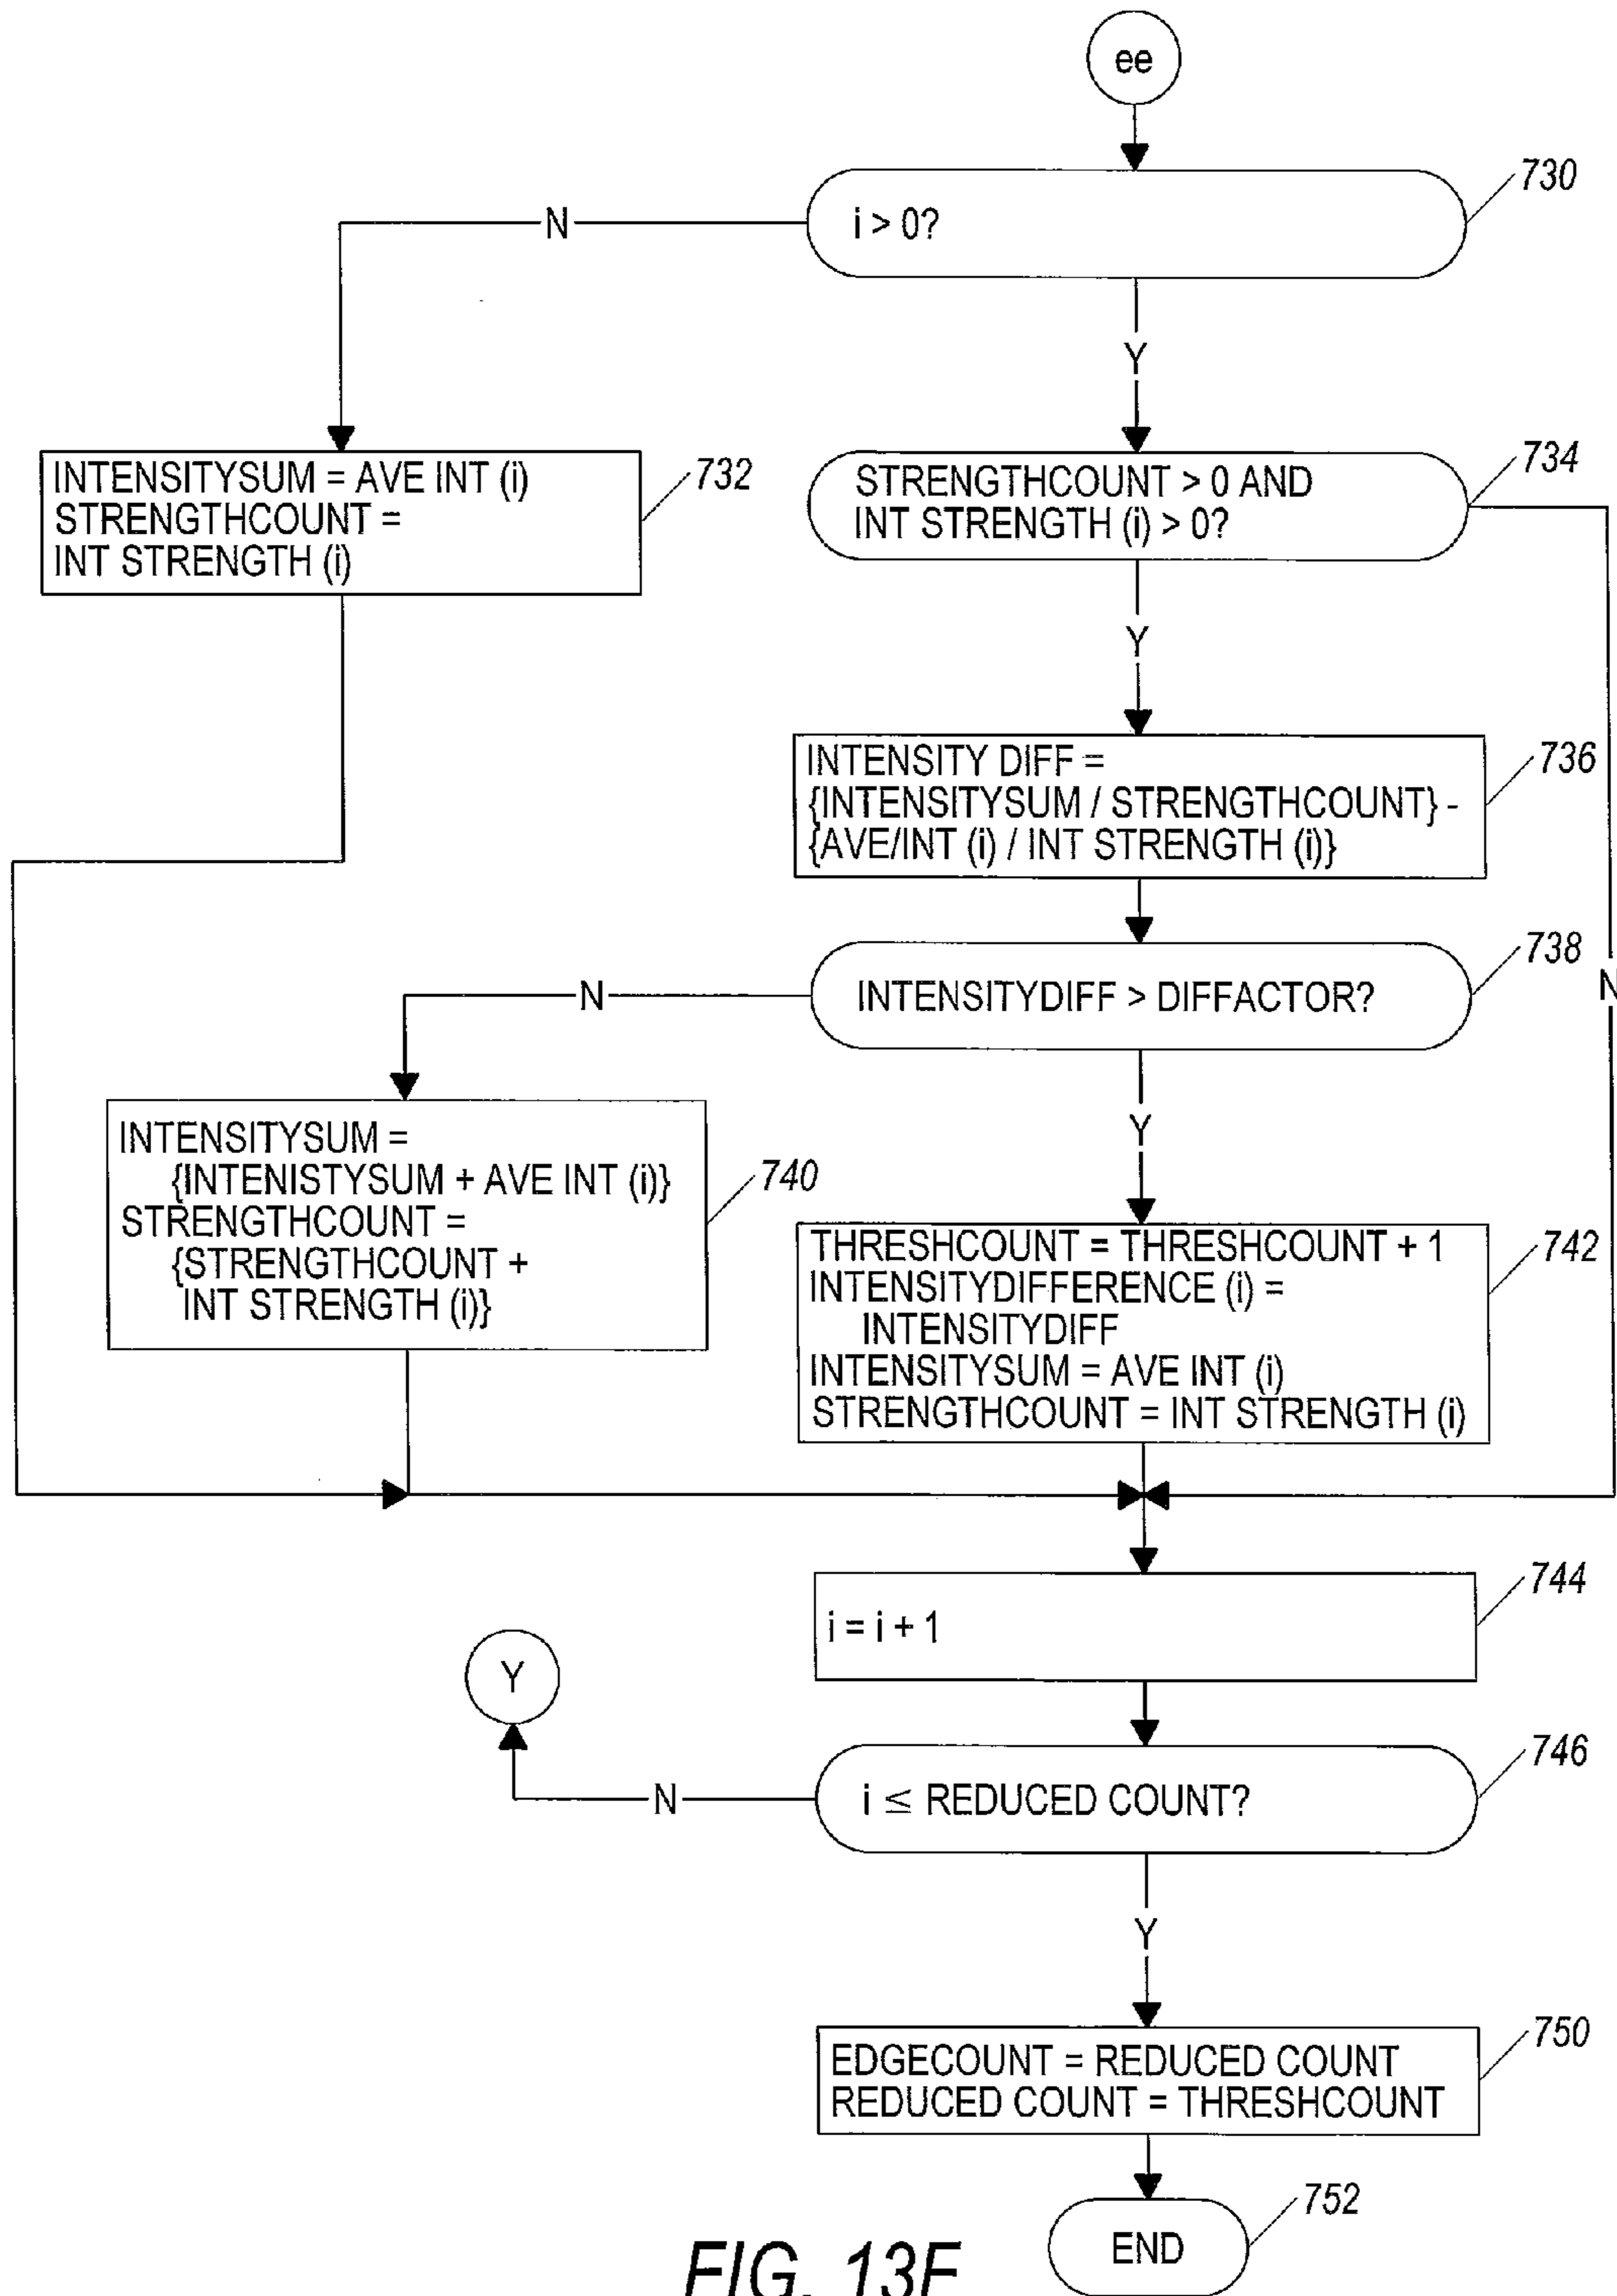 ee
730
i > 0?
N
Y
INTENSITYSUM = AVE INT (i)
STRENGTHCOUNT =
INT STRENGTH (i)
732
STRENGTHCOUNT > 0 AND
INT STRENGTH (i) > 0?
734
Y
N
INTENSITY DIFF =
{INTENSITYSUM / STRENGTHCOUNT} -
{AVE/INT (i) / INT STRENGTH (i)}
736
INTENSITYDIFF > DIFFACTOR?
738
N
Y
INTENSITYSUM =
{INTENISTYSUM + AVE INT (i)}
STRENGTHCOUNT =
{STRENGTHCOUNT +
INT STRENGTH (i)}
740
THRESHCOUNT = THRESHCOUNT + 1
INTENSITYDIFFERENCE (i) =
INTENSITYDIFF
INTENSITYSUM = AVE INT (i)
STRENGTHCOUNT = INT STRENGTH (i)
742
i = i + 1
744
Y
i ≤ REDUCED COUNT?
746
N
Y
EDGECOUNT = REDUCED COUNT
REDUCED COUNT = THRESHCOUNT
750
END
752
FIG. 13F